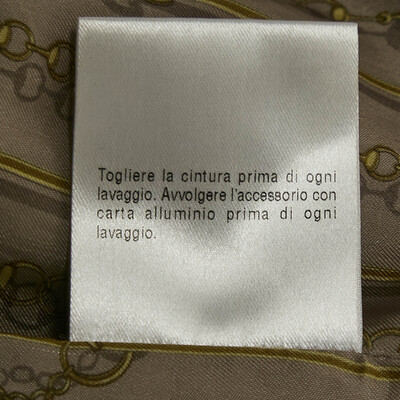 Togliere la cintura prima di ogni
lavaggio. Avvolgere l'accessorio con
carta alluminio prima di ogni
lavaggio.